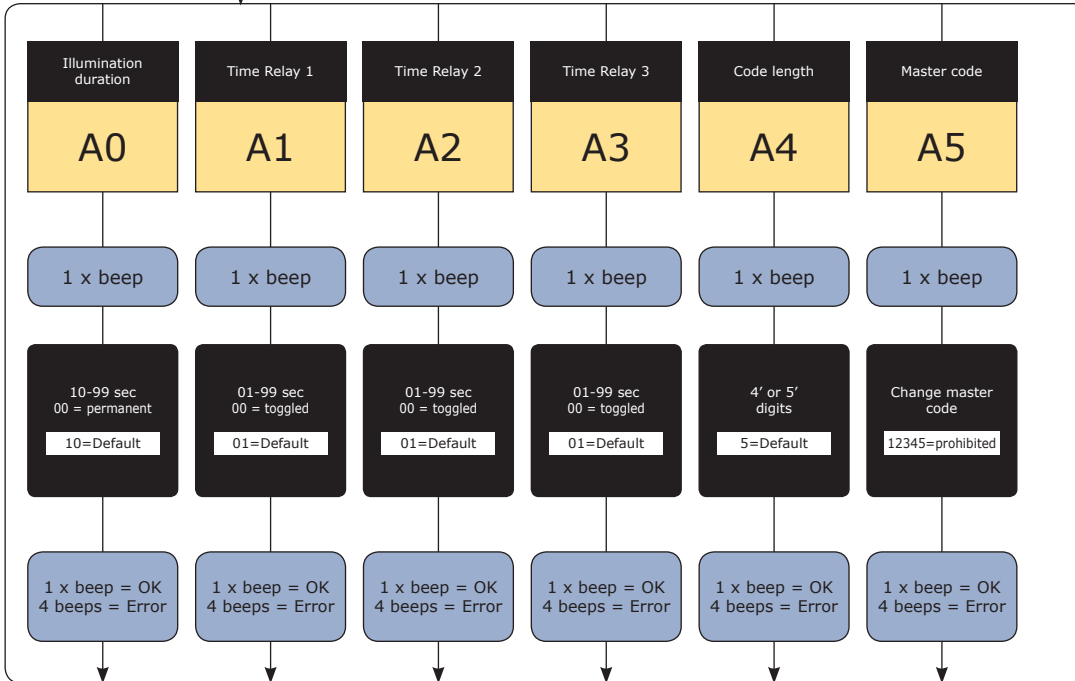 Illumination
duration
A0
1 x beep
10-99 sec
00 = permanent
10=Default
1 x beep = OK
4 beeps = Error
Time Relay 1
A1
1 x beep
01-99 sec
00 = toggled
01=Default
1 x beep = OK
4 beeps = Error
Time Relay 2
A2
1 x beep
01-99 sec
00 = toggled
01=Default
1 x beep = OK
4 beeps = Error
Time Relay 3
A3
1 x beep
01-99 sec
00 = toggled
01=Default
1 x beep = OK
4 beeps = Error
Code length
A4
1 x beep
4’ or 5’
digits
5=Default
1 x beep = OK
4 beeps = Error
Master code
A5
1 x beep
Change master
code
12345=prohibited
1 x beep = OK
4 beeps = Error